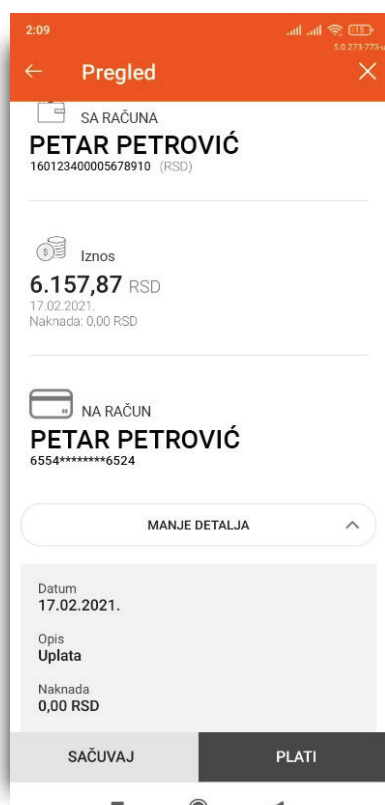 2:09
15
5.0.273-773-u
Pregled
SA RAČUNA
PETAR PETROVIĆ
160123400005678910 (RSD)
Iznos
6.157,87 RSD
17.02.2021.
Naknada: 0,00 RSD
NA RAČUN
PETAR PETROVIĆ
6554********6524
MANJE DETALJA
Datum
17.02.2021.
Opis
Uplata
Naknada
0,00 RSD
SAČUVAJ
PLATI